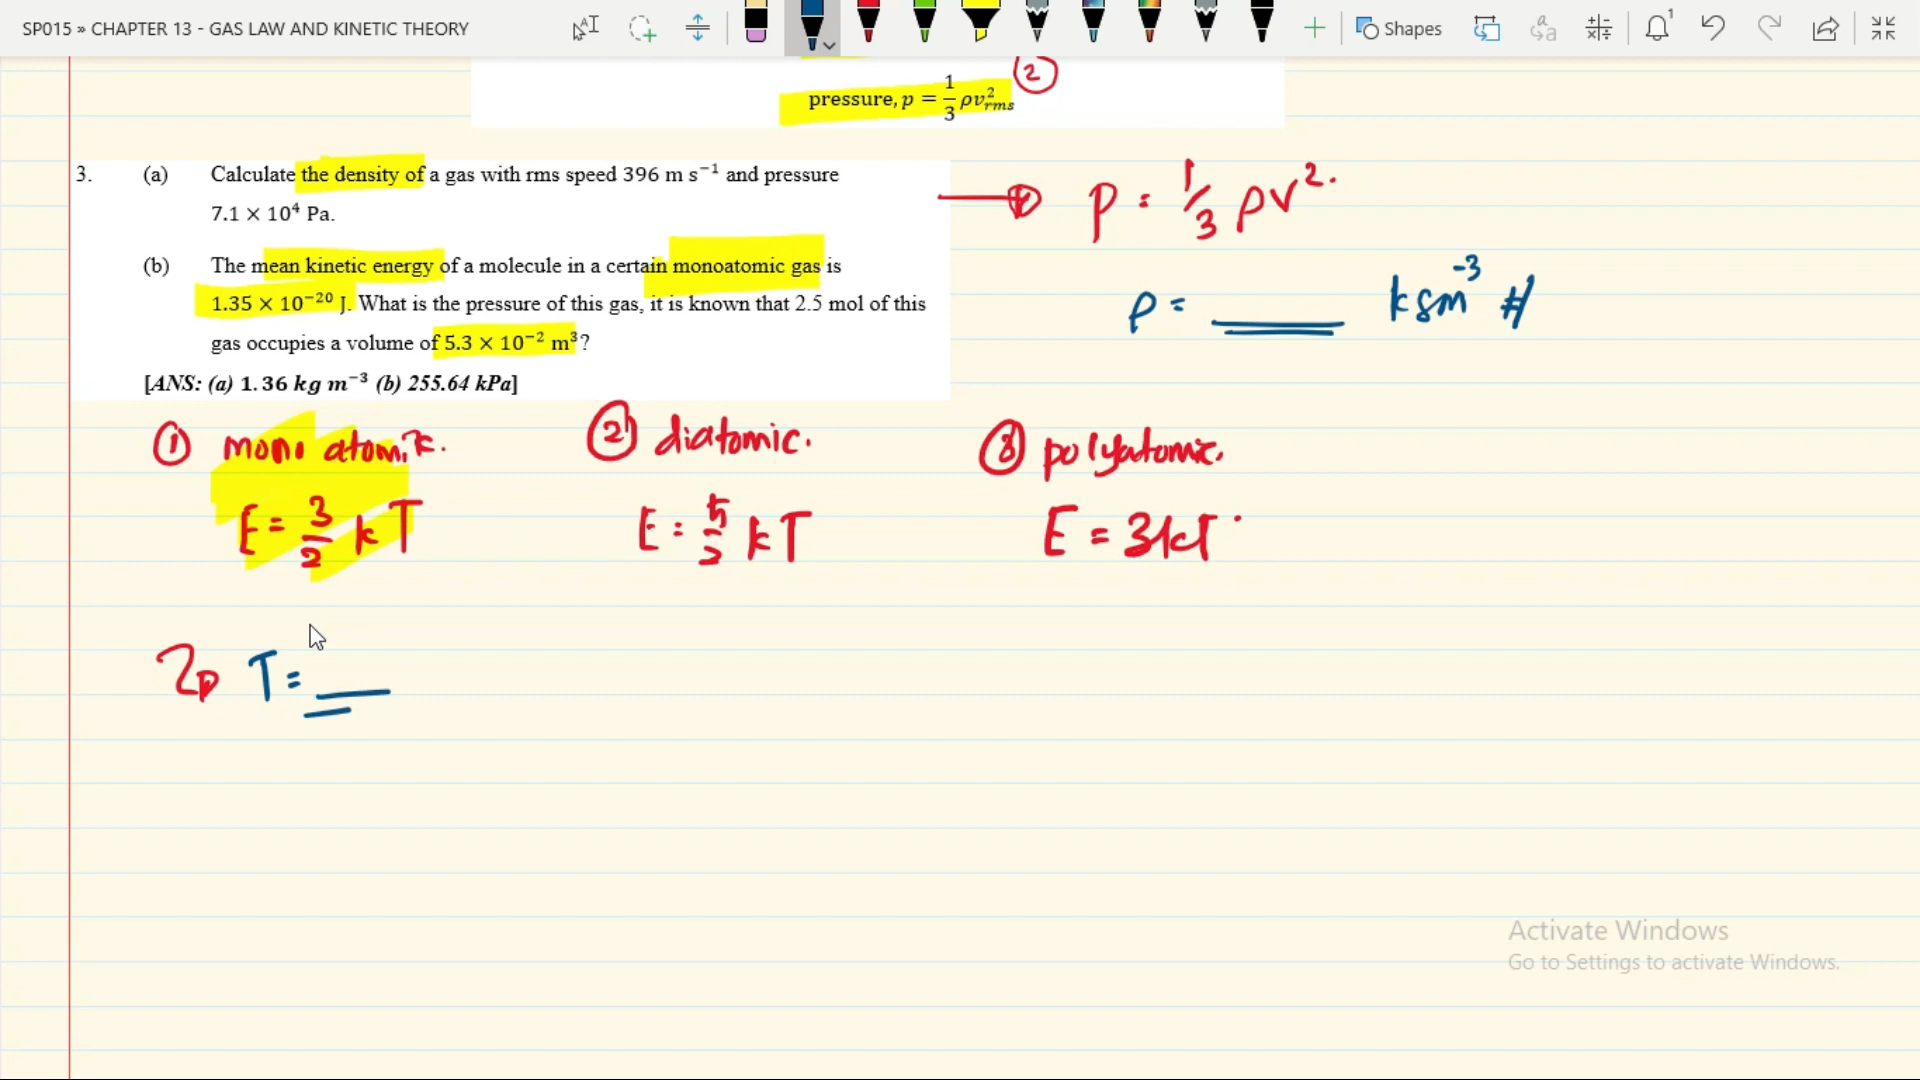 SP015 » CHAPTER 13 - GAS LAW AND KINETIC THEORY
Shapes
1
2
pressure, p = 1/3 ρv²rms
3. (a) Calculate the density of a gas with rms speed 396 m s⁻¹ and pressure
7.1 × 10⁴ Pa.
P = 1/3 ρv².
(b) The mean kinetic energy of a molecule in a certain monoatomic gas is
1.35 × 10⁻²⁰ J. What is the pressure of this gas, it is known that 2.5 mol of this
gas occupies a volume of 5.3 × 10⁻² m³?
ρ = ____ kgm⁻³ #
[ANS: (a) 1.36 kg m⁻³ (b) 255.64 kPa]
① mono atomic.
② diatomic.
③ polyatomic.
E = 3/2 kT
E = 5/2 kT
E = 3kT
T = ____
Activate Windows
Go to Settings to activate Windows.